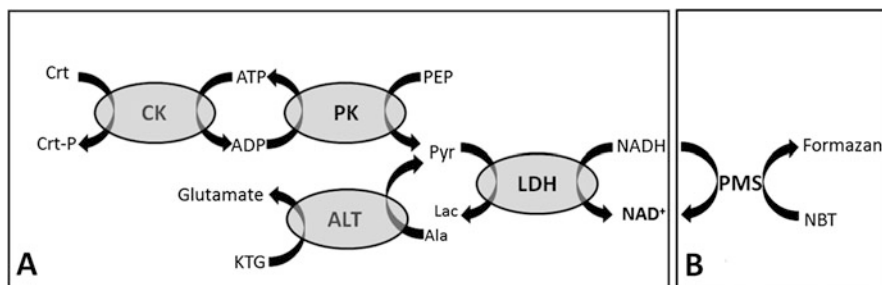 Crt
ATP
PEP
CK
PK
Crt-P
ADP
Pyr
NADH
Formazan
Glutamate
LDH
PMS
ALT
Lac
NAD+
NBT
Ala
KTG
A
B